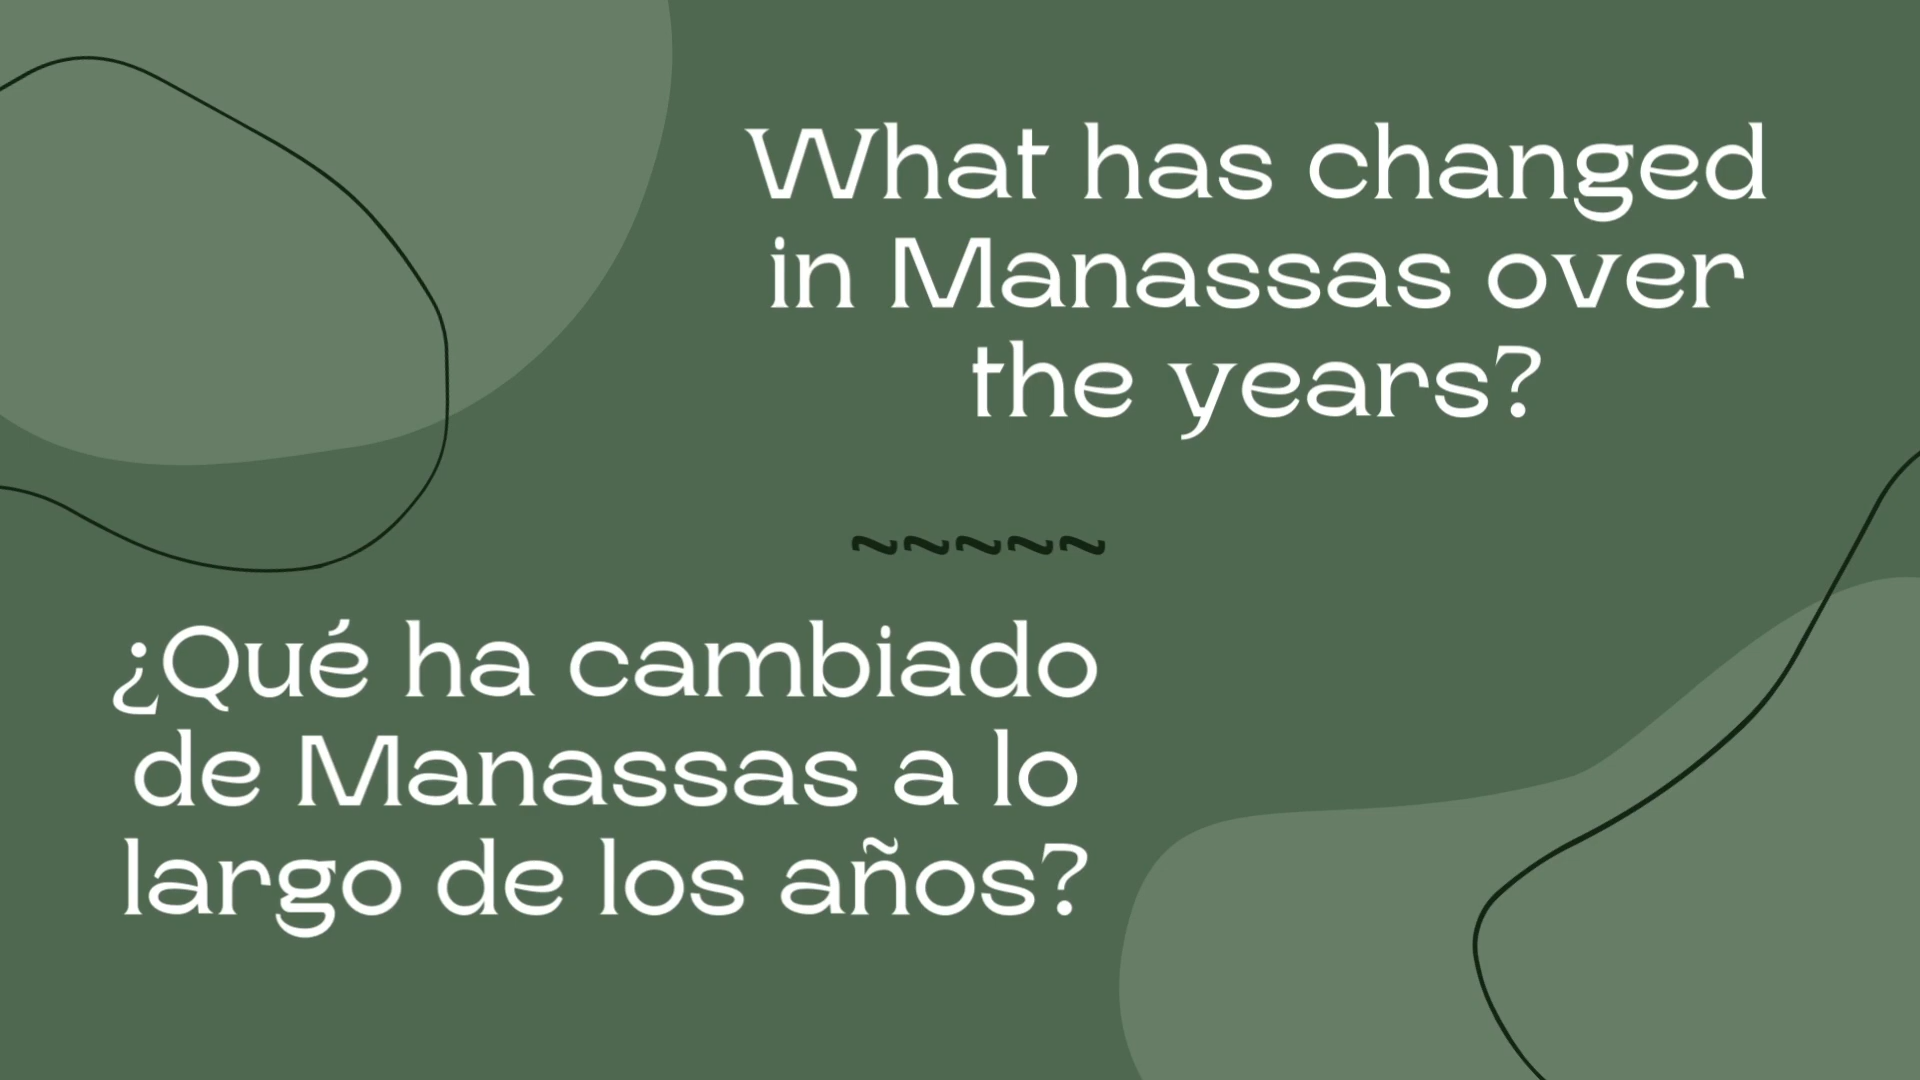 What has changed
in Manassas over
the years?
~~~~~
¿Qué ha cambiado
de Manassas a lo
largo de los años?